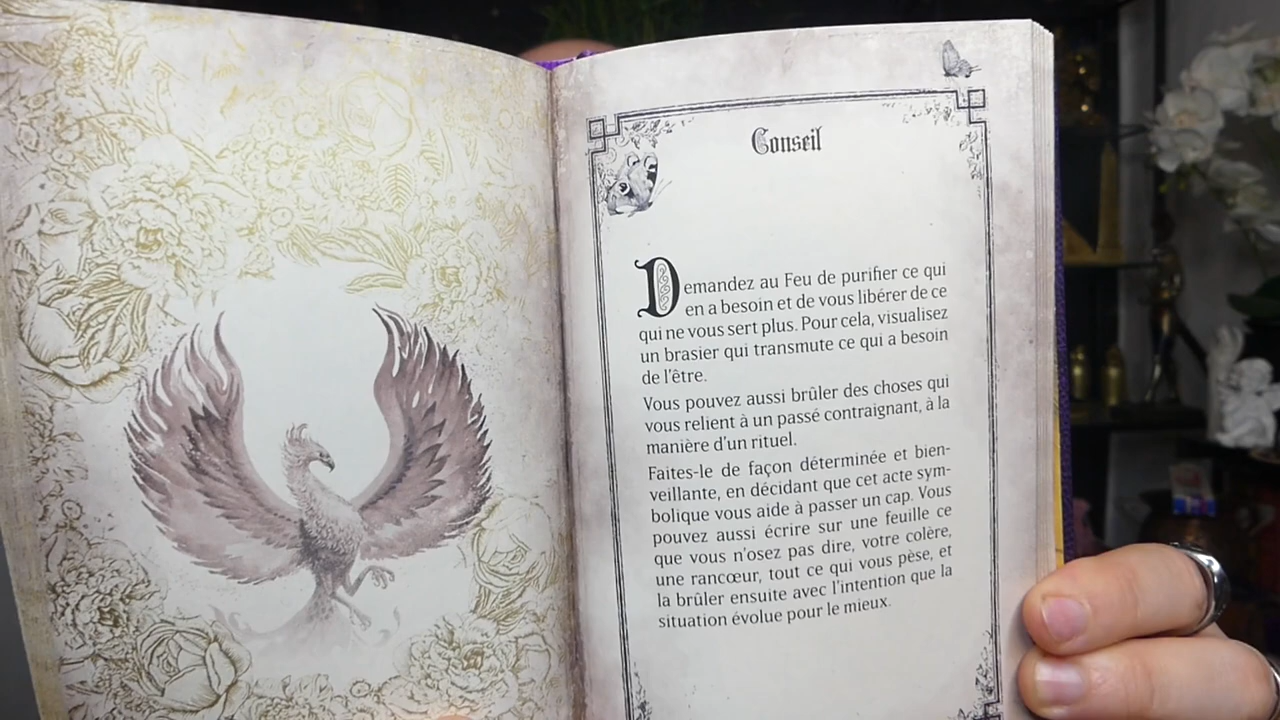 Conseil
Demandez au Feu de purifier ce qui
en a besoin et de vous libérer de ce
qui ne vous sert plus. Pour cela, visualisez
un brasier qui transmute ce qui a besoin
de l'être.
Vous pouvez aussi brûler des choses qui
vous relient à un passé contraignant, à la
manière d'un rituel.
Faites-le de façon déterminée et bien-
veillante, en décidant que cet acte sym-
bolique vous aide à passer un cap. Vous
pouvez aussi écrire sur une feuille ce
que vous n'osez pas dire, votre colère,
une rancœur, tout ce qui vous pèse, et
la brûler ensuite avec l'intention que la
situation évolue pour le mieux.